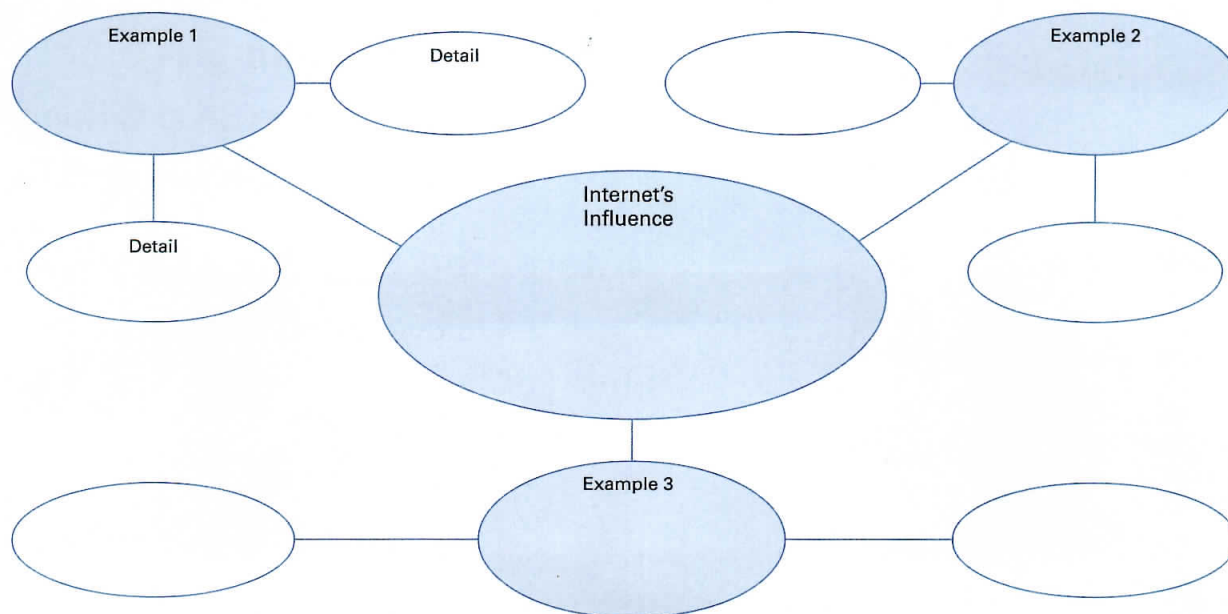 Example 1
Detail
Example 2
Internet's
Influence
Detail
Example 3